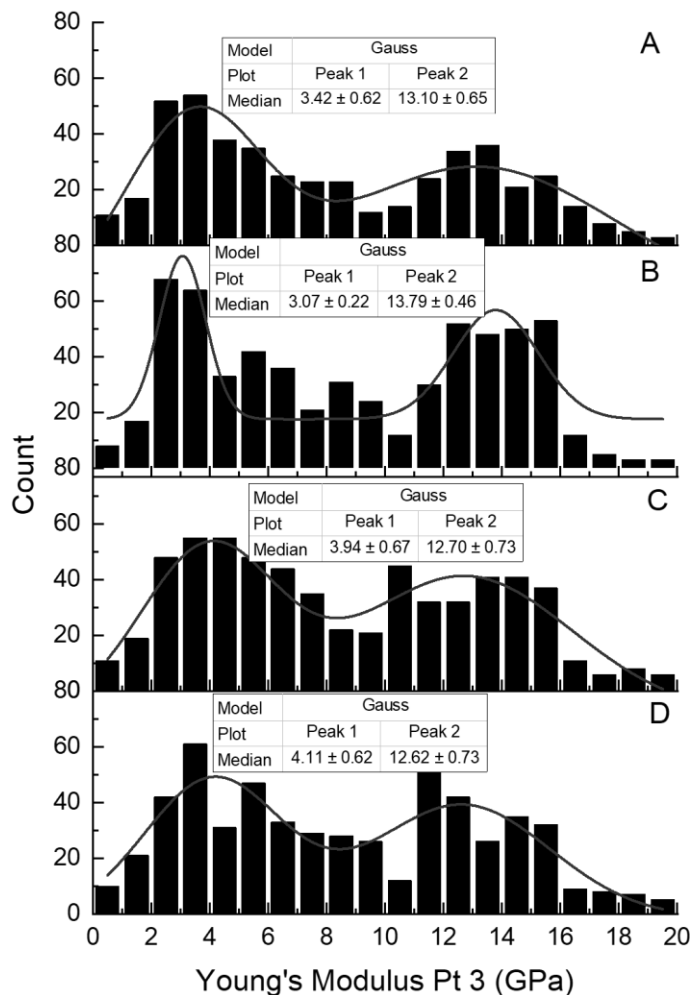 80
A
Model Gauss
Plot Peak 1 Peak 2
Median 3.42 ± 0.62 13.10 ± 0.65
60
40
20
80
B
Model Gauss
Plot Peak 1 Peak 2
Median 3.07 ± 0.22 13.79 ± 0.46
60
40
20
80
C
Model Gauss
Plot Peak 1 Peak 2
Median 3.94 ± 0.67 12.70 ± 0.73
60
40
20
80
D
Model Gauss
Plot Peak 1 Peak 2
Median 4.11 ± 0.62 12.62 ± 0.73
60
40
20
0
Count
0 2 4 6 8 10 12 14 16 18 20
Young's Modulus Pt 3 (GPa)